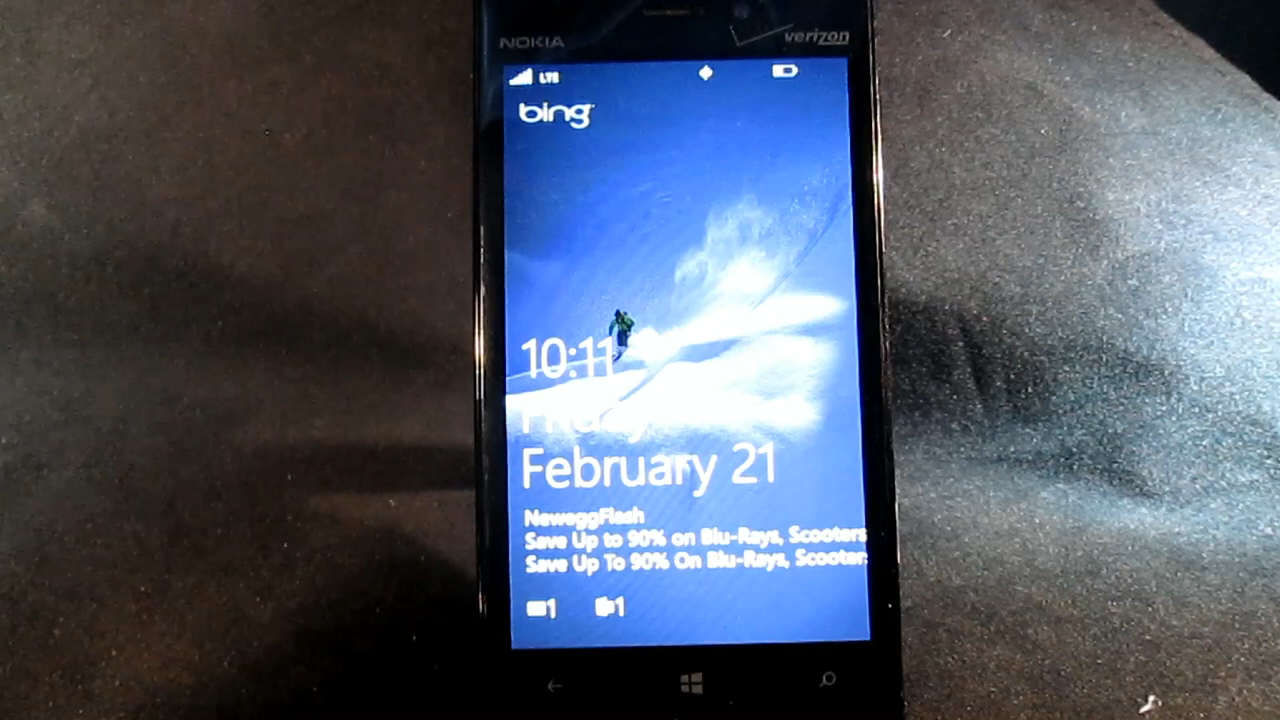 NOKIA
verizon
LTE
bing
10:11
Friday
February 21
NeweggFlash
Save Up to 90% on Blu-Rays, Scooters
Save Up To 90% On Blu-Rays, Scooter
1 1